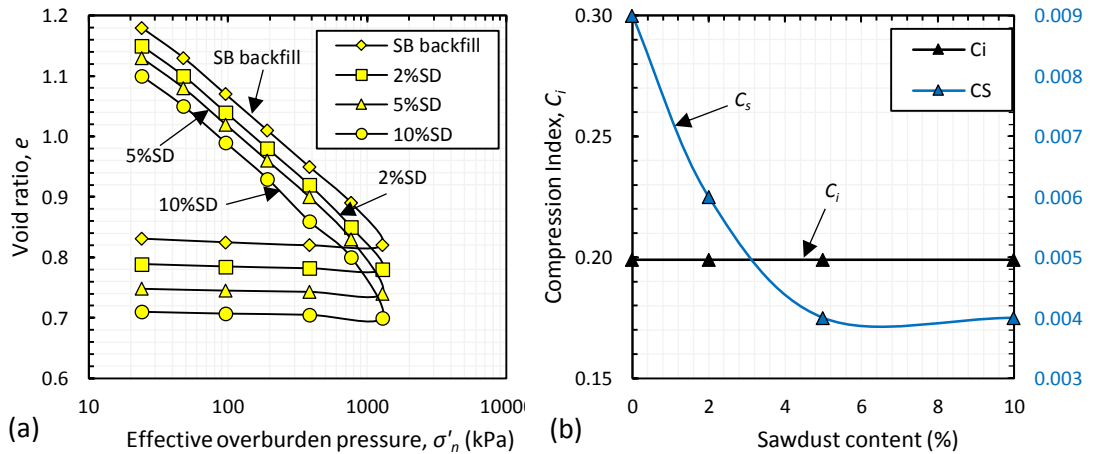 1.2
1.1
1.0
0.9
0.8
0.7
0.6
Void ratio, e
10
100
1000
10000
Effective overburden pressure, σ'n (kPa)
(a)
SB backfill
2%SD
5%SD
10%SD
SB backfill
5%SD
10%SD
2%SD
0.30
0.25
0.20
0.15
Compression Index, Ci
0
2
4
6
8
10
Sawdust content (%)
(b)
Ci
CS
Cs
Ci
0.009
0.008
0.007
0.006
0.005
0.004
0.003